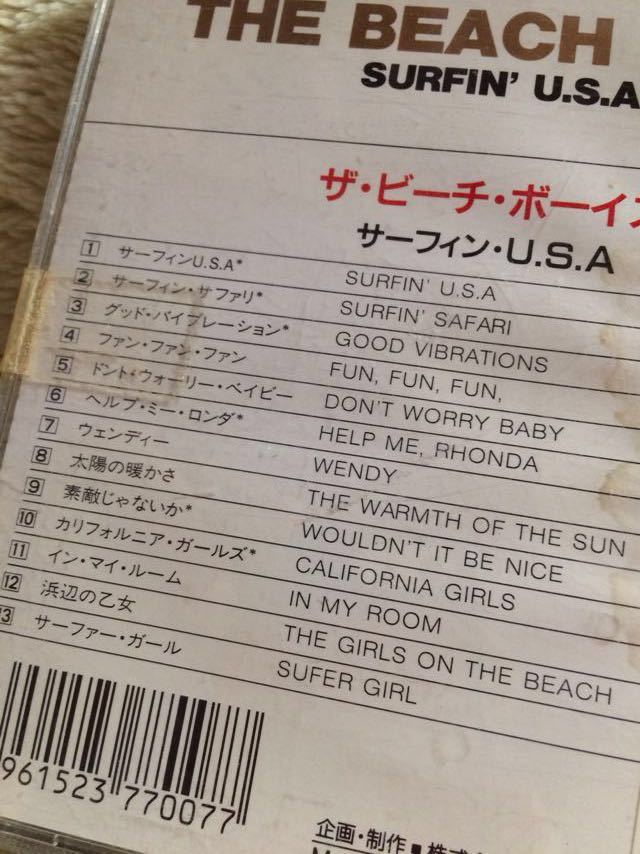 THE BEACH
SURFIN' U.S.A
ザ・ビーチ・ボーイズ
サーフィン・U.S.A
1 サーフィンU.S.A* SURFIN' U.S.A
2 サーフィン・サファリ* SURFIN' SAFARI
3 グッド・バイブレーション* GOOD VIBRATIONS
4 ファン・ファン・ファン FUN, FUN, FUN,
5 ドント・ウォーリー・ベイビー DON'T WORRY BABY
6 ヘルプ・ミー・ロンダ* HELP ME, RHONDA
7 ウェンディー WENDY
8 太陽の暖かさ THE WARMTH OF THE SUN
9 素敵じゃないか* WOULDN'T IT BE NICE
10 カリフォルニア・ガールズ* CALIFORNIA GIRLS
11 イン・マイ・ルーム IN MY ROOM
12 浜辺の乙女 THE GIRLS ON THE BEACH
13 サーファー・ガール SUFER GIRL
961523 770077
企画・制作■株式